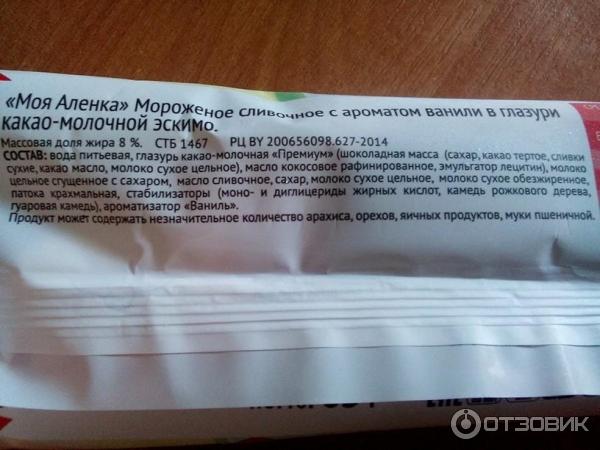 «Моя Аленка» Мороженое сливочное с ароматом ванили в глазури
какао-молочной эскимо.
Массовая доля жира 8 %. СТБ 1467 РЦ BY 200656098.627-2014
СОСТАВ: вода питьевая, глазурь какао-молочная «Премиум» (шоколадная масса (сахар, какао тертое, сливки
сухие, какао масло, молоко сухое цельное), масло кокосовое рафинированное, эмульгатор лецитин), молоко
цельное сгущенное с сахаром, масло сливочное, сахар, молоко сухое цельное, молоко сухое обезжиренное,
патока крахмальная, стабилизаторы (моно- и диглицериды жирных кислот, камедь рожкового дерева,
гуаровая камедь), ароматизатор «Ваниль».
Продукт может содержать незначительное количество арахиса, орехов, яичных продуктов, муки пшеничной.
ОТЗОВИК